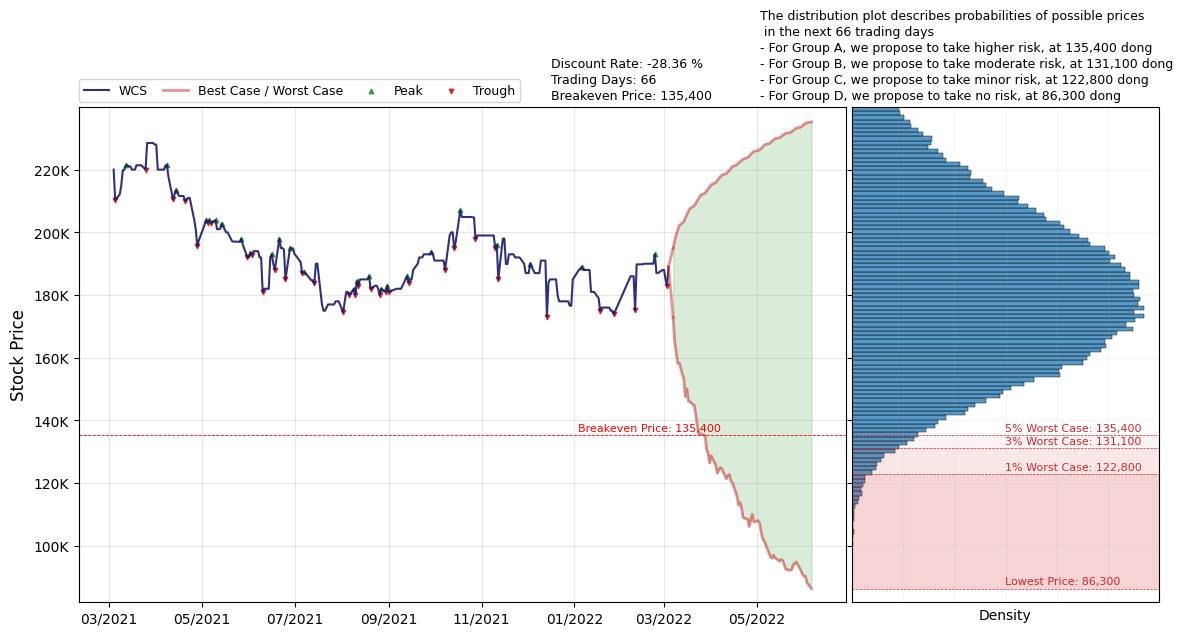 The distribution plot describes probabilities of possible prices
in the next 66 trading days
- For Group A, we propose to take higher risk, at 135,400 dong
- For Group B, we propose to take moderate risk, at 131,100 dong
- For Group C, we propose to take minor risk, at 122,800 dong
- For Group D, we propose to take no risk, at 86,300 dong
Discount Rate: -28.36 %
Trading Days: 66
Breakeven Price: 135,400
WCS Best Case / Worst Case Peak Trough
Stock Price
220K
200K
180K
160K
140K
120K
100K
Breakeven Price: 135,400
03/2021 05/2021 07/2021 09/2021 11/2021 01/2022 03/2022 05/2022
5% Worst Case: 135,400
3% Worst Case: 131,100
1% Worst Case: 122,800
Lowest Price: 86,300
Density